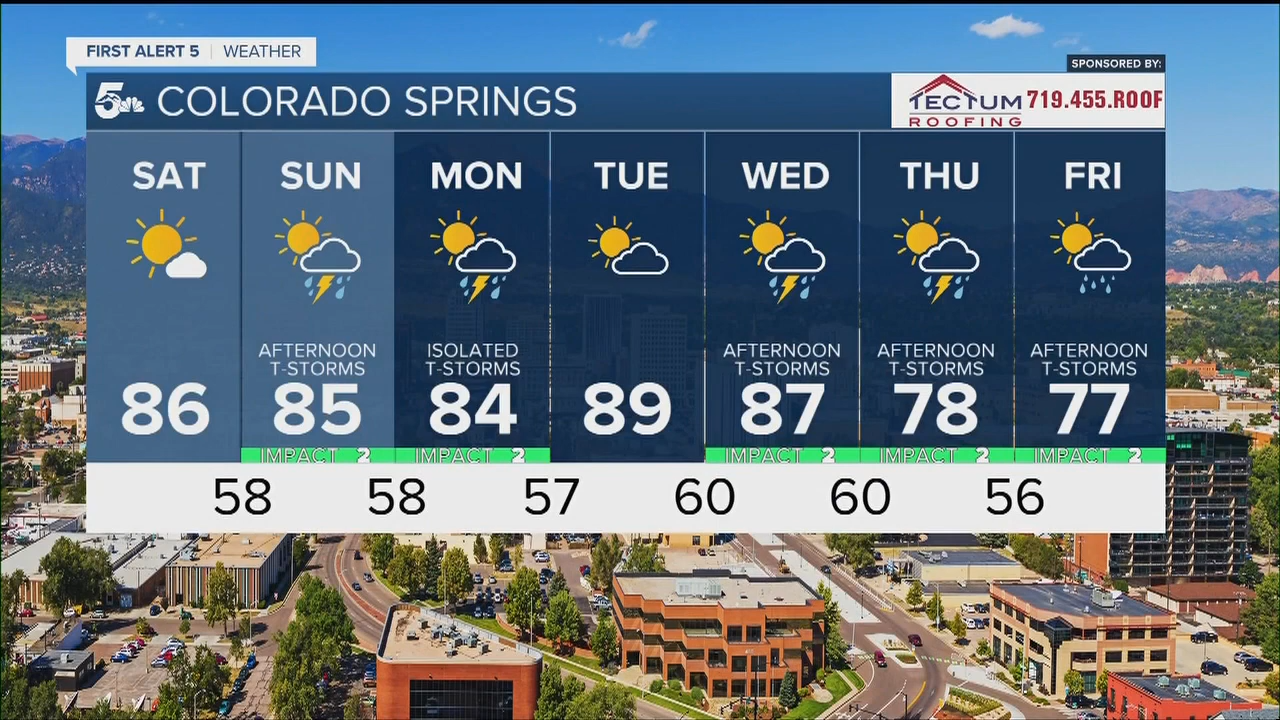 FIRST ALERT 5 | WEATHER
SPONSORED BY:
5 COLORADO SPRINGS
TECTUM 719.455.ROOF
ROOFING
SAT SUN MON TUE WED THU FRI
AFTERNOON ISOLATED AFTERNOON AFTERNOON AFTERNOON
T-STORMS T-STORMS T-STORMS T-STORMS T-STORMS
86 85 84 89 87 78 77
IMPACT 2 IMPACT 2 IMPACT 2 IMPACT 2 IMPACT 2
58 58 57 60 60 56